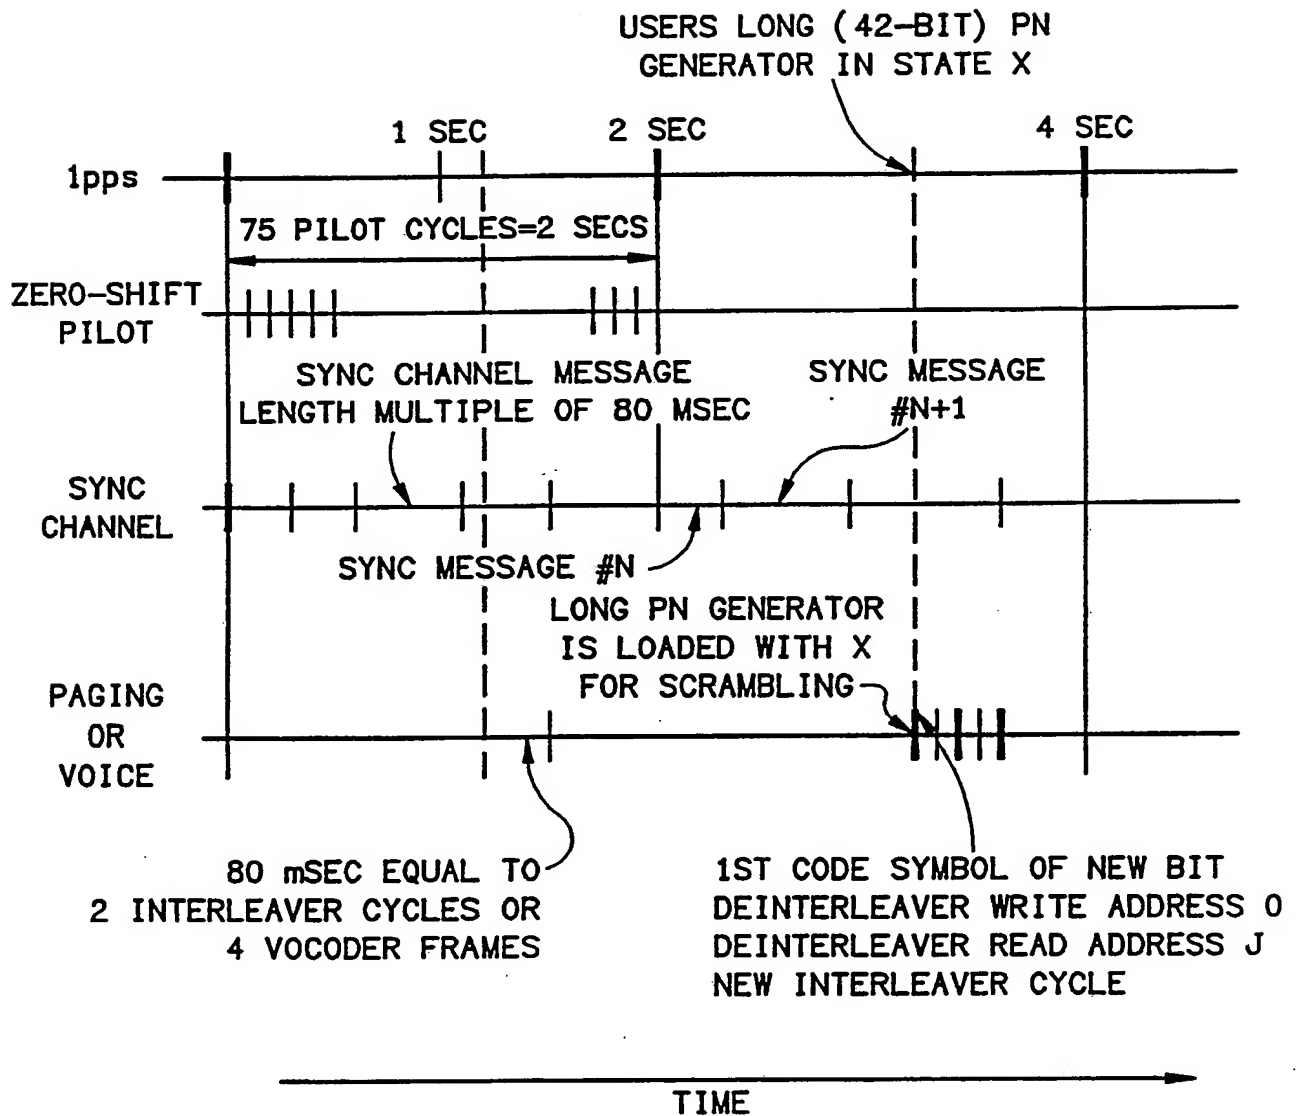 USERS LONG (42-BIT) PN
GENERATOR IN STATE X
1 SEC
2 SEC
4 SEC
1pps
75 PILOT CYCLES=2 SECS
ZERO-SHIFT
PILOT
SYNC CHANNEL MESSAGE
LENGTH MULTIPLE OF 80 MSEC
SYNC MESSAGE
#N+1
SYNC
CHANNEL
SYNC MESSAGE #N
LONG PN GENERATOR
IS LOADED WITH X
FOR SCRAMBLING
PAGING
OR
VOICE
80 mSEC EQUAL TO
2 INTERLEAVER CYCLES OR
4 VOCODER FRAMES
1ST CODE SYMBOL OF NEW BIT
DEINTERLEAVER WRITE ADDRESS 0
DEINTERLEAVER READ ADDRESS J
NEW INTERLEAVER CYCLE
TIME